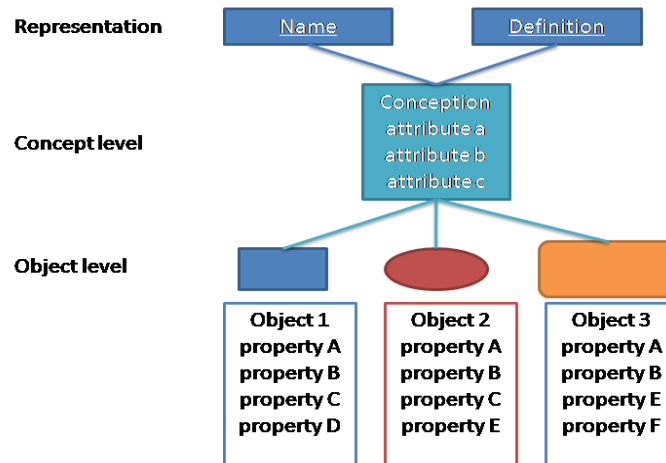 Representation
Name
Definition
Concept level
Conception
attribute a
attribute b
attribute c
Object level
Object 1
property A
property B
property C
property D
Object 2
property A
property B
property C
property E
Object 3
property A
property B
property E
property F